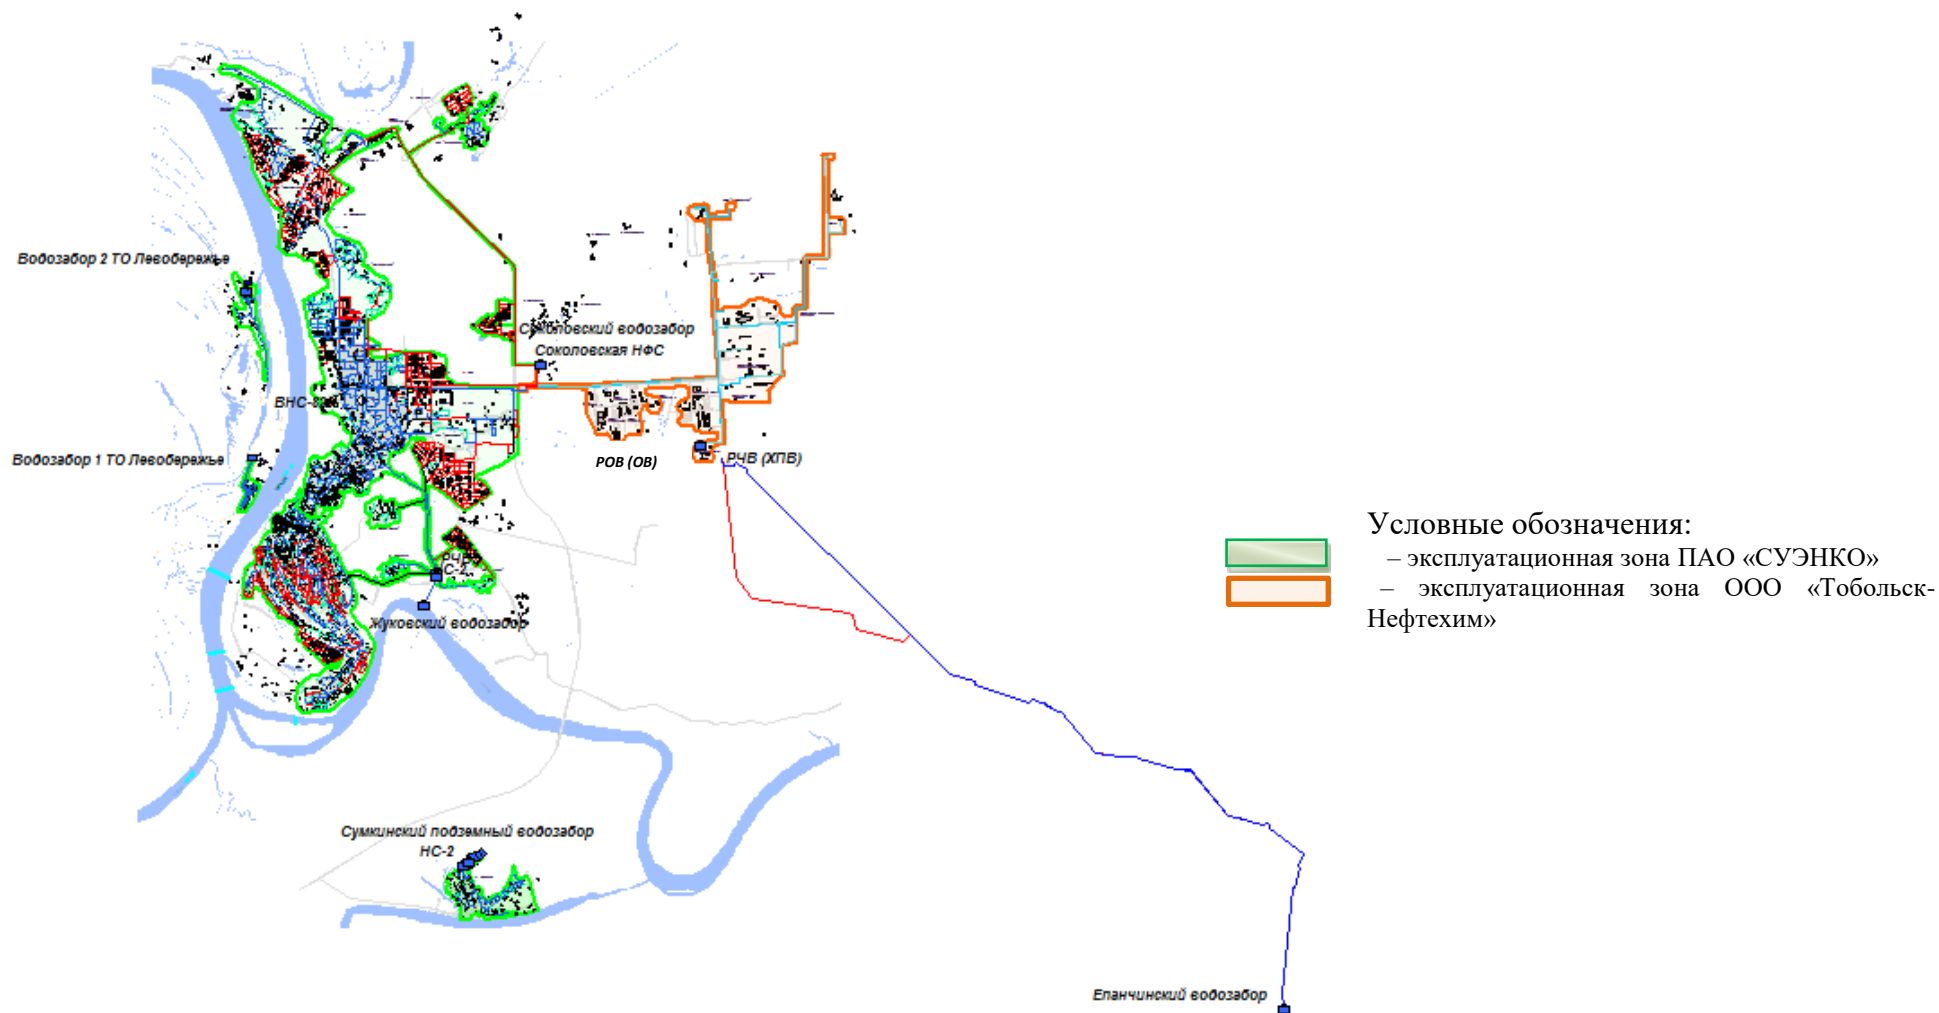 Водозабор 2 ТО Левобережье
Соколовский водозабор
Соколовская НФС
Водозабор 1 ТО Левобережье
РОВ (ОВ)
РЧВ (ХПВ)
Жуковский водозабор
Условные обозначения:
– эксплуатационная зона ПАО «СУЭНКО»
– эксплуатационная зона ООО «Тобольск-
Нефтехим»
Сумкинский подземный водозабор
НС-2
Епанчинский водозабор